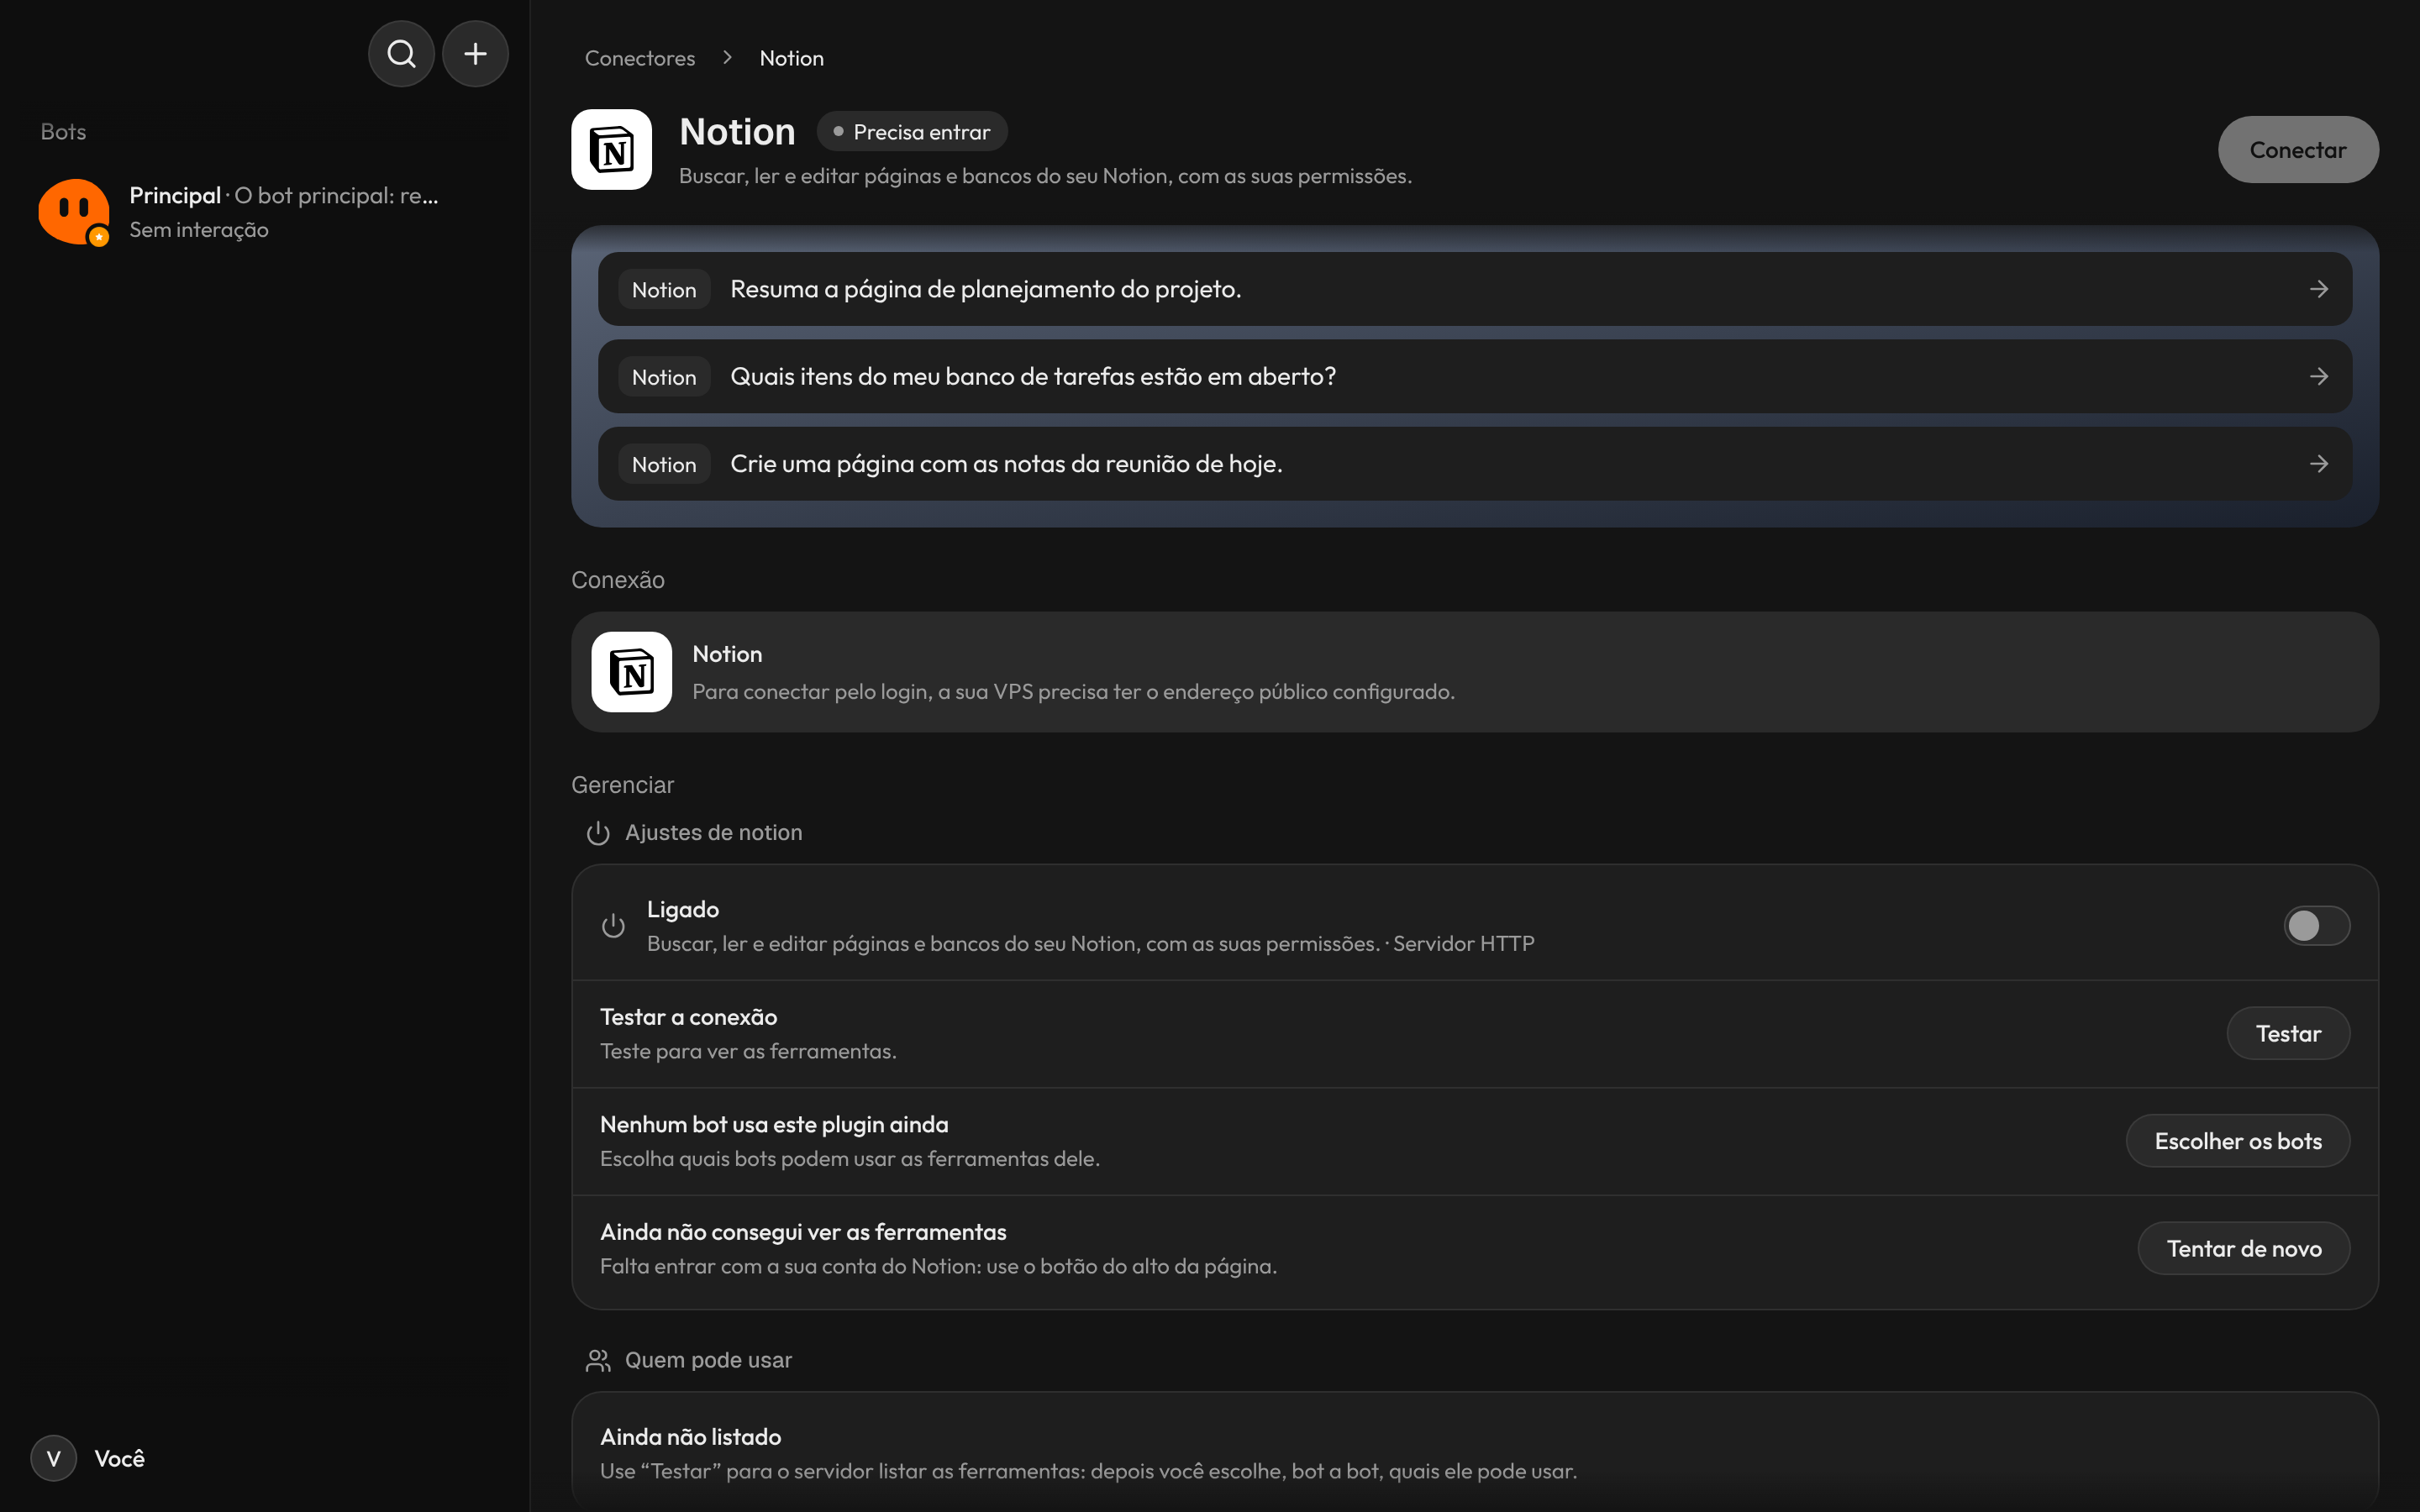 Bots
Principal · O bot principal: re...
Sem interação
V Você
Conectores > Notion
Notion
Precisa entrar
Buscar, ler e editar páginas e bancos do seu Notion, com as suas permissões.
Conectar
Notion Resuma a página de planejamento do projeto.
Notion Quais itens do meu banco de tarefas estão em aberto?
Notion Crie uma página com as notas da reunião de hoje.
Conexão
Notion
Para conectar pelo login, a sua VPS precisa ter o endereço público configurado.
Gerenciar
Ajustes de notion
Ligado
Buscar, ler e editar páginas e bancos do seu Notion, com as suas permissões. · Servidor HTTP
Testar a conexão
Teste para ver as ferramentas.
Testar
Nenhum bot usa este plugin ainda
Escolha quais bots podem usar as ferramentas dele.
Escolher os bots
Ainda não consegui ver as ferramentas
Falta entrar com a sua conta do Notion: use o botão do alto da página.
Tentar de novo
Quem pode usar
Ainda não listado
Use “Testar” para o servidor listar as ferramentas: depois você escolhe, bot a bot, quais ele pode usar.